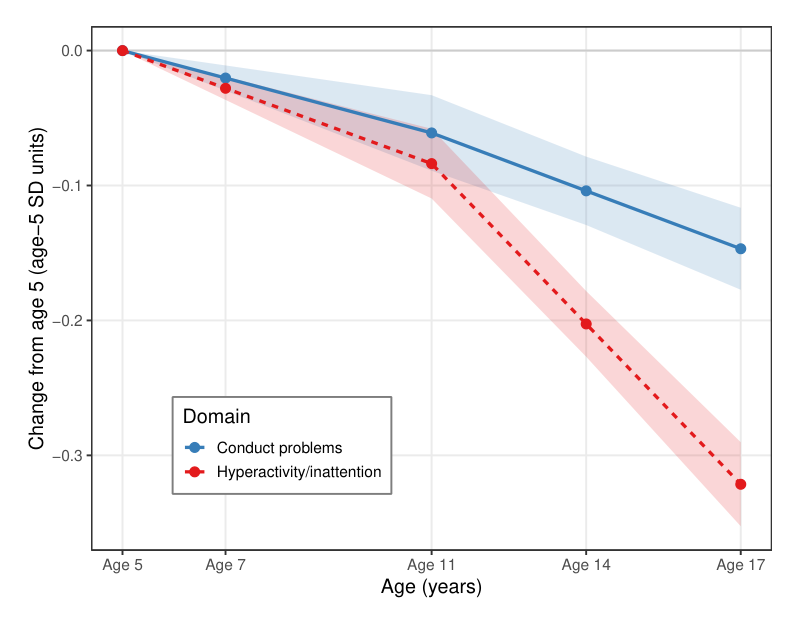 0.0
−0.1
−0.2
−0.3
Change from age 5 (age−5 SD units)
Domain
Conduct problems
Hyperactivity/inattention
Age 5 Age 7 Age 11 Age 14 Age 17
Age (years)